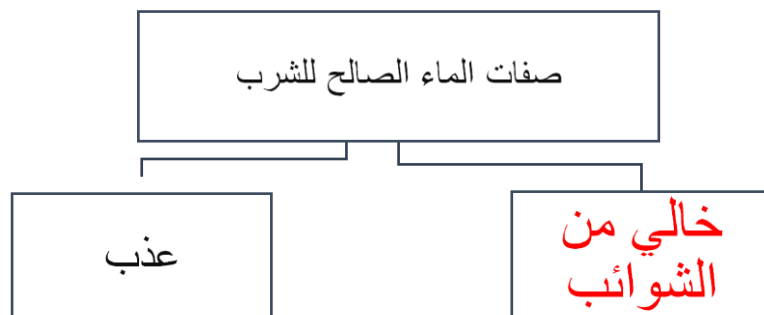 صفات الماء الصالح للشرب
خالي من
الشوائب
عذب